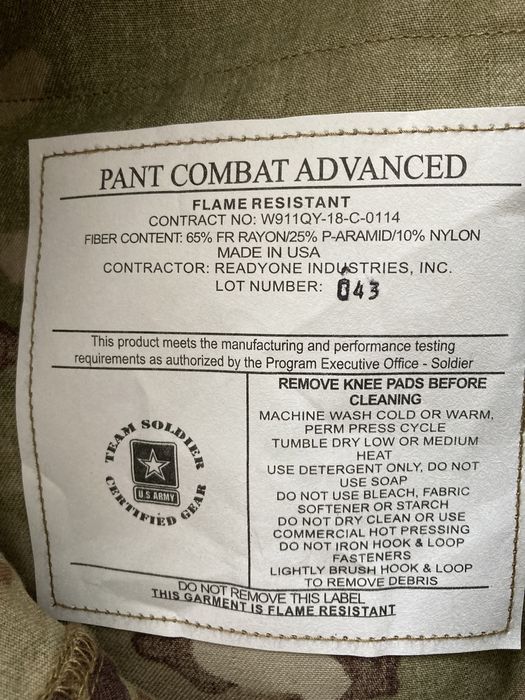 PANT COMBAT ADVANCED
FLAME RESISTANT
CONTRACT NO: W911QY-18-C-0114
FIBER CONTENT: 65% FR RAYON/25% P-ARAMID/10% NYLON
MADE IN USA
CONTRACTOR: READYONE INDUSTRIES, INC.
LOT NUMBER: 043
This product meets the manufacturing and performance testing
requirements as authorized by the Program Executive Office - Soldier
TEAM SOLDIER
U.S ARMY
CERTIFIED GEAR
REMOVE KNEE PADS BEFORE
CLEANING
MACHINE WASH COLD OR WARM,
PERM PRESS CYCLE
TUMBLE DRY LOW OR MEDIUM
HEAT
USE DETERGENT ONLY, DO NOT
USE SOAP
DO NOT USE BLEACH, FABRIC
SOFTENER OR STARCH
DO NOT DRY CLEAN OR USE
COMMERCIAL HOT PRESSING
DO NOT IRON HOOK & LOOP
FASTENERS
LIGHTLY BRUSH HOOK & LOOP
TO REMOVE DEBRIS
DO NOT REMOVE THIS LABEL
THIS GARMENT IS FLAME RESISTANT